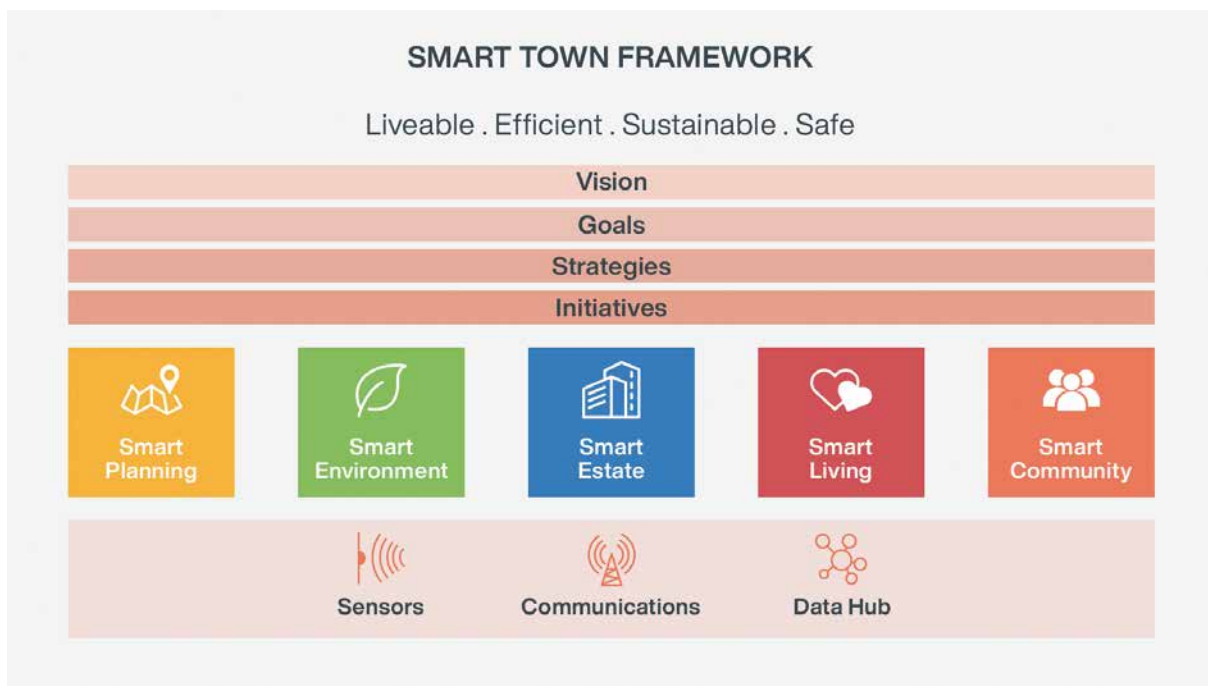 SMART TOWN FRAMEWORK
Liveable . Efficient . Sustainable . Safe
Vision
Goals
Strategies
Initiatives
Smart
Planning
Smart
Environment
Smart
Estate
Smart
Living
Smart
Community
Sensors
Communications
Data Hub